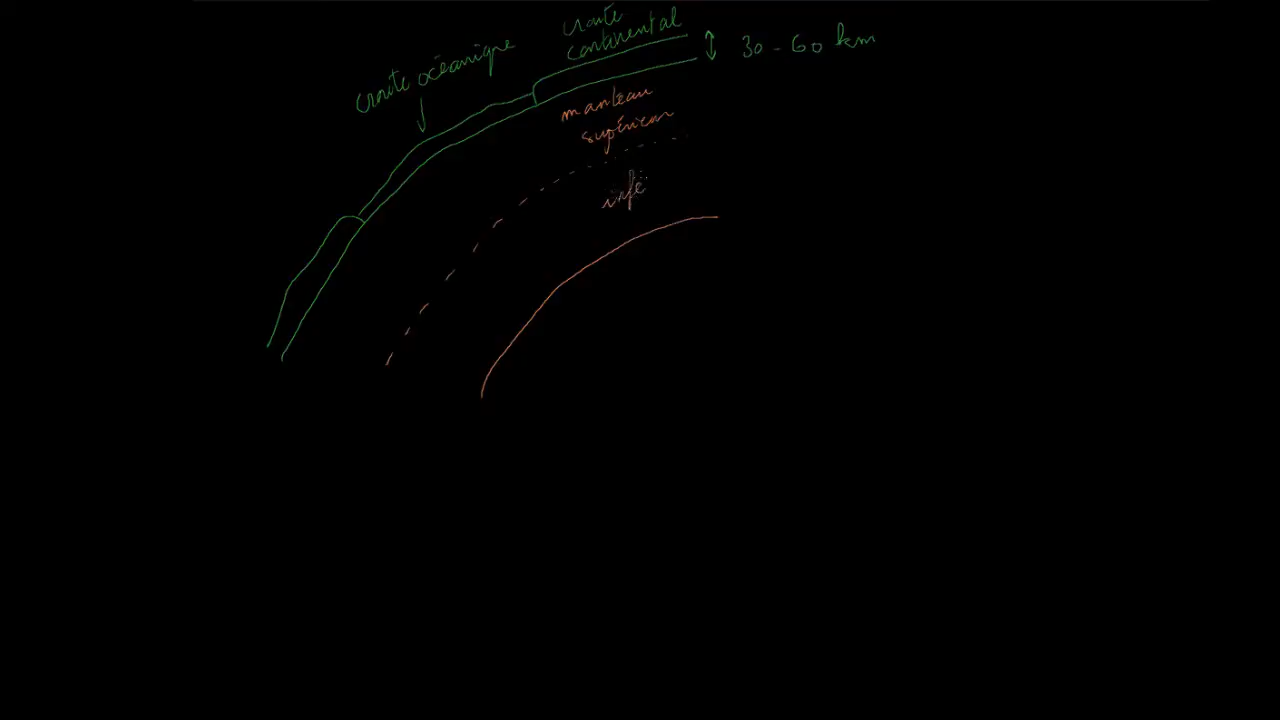 croûte océanique
croûte
continental
30 - 60 km
manteau
supérieur
infé